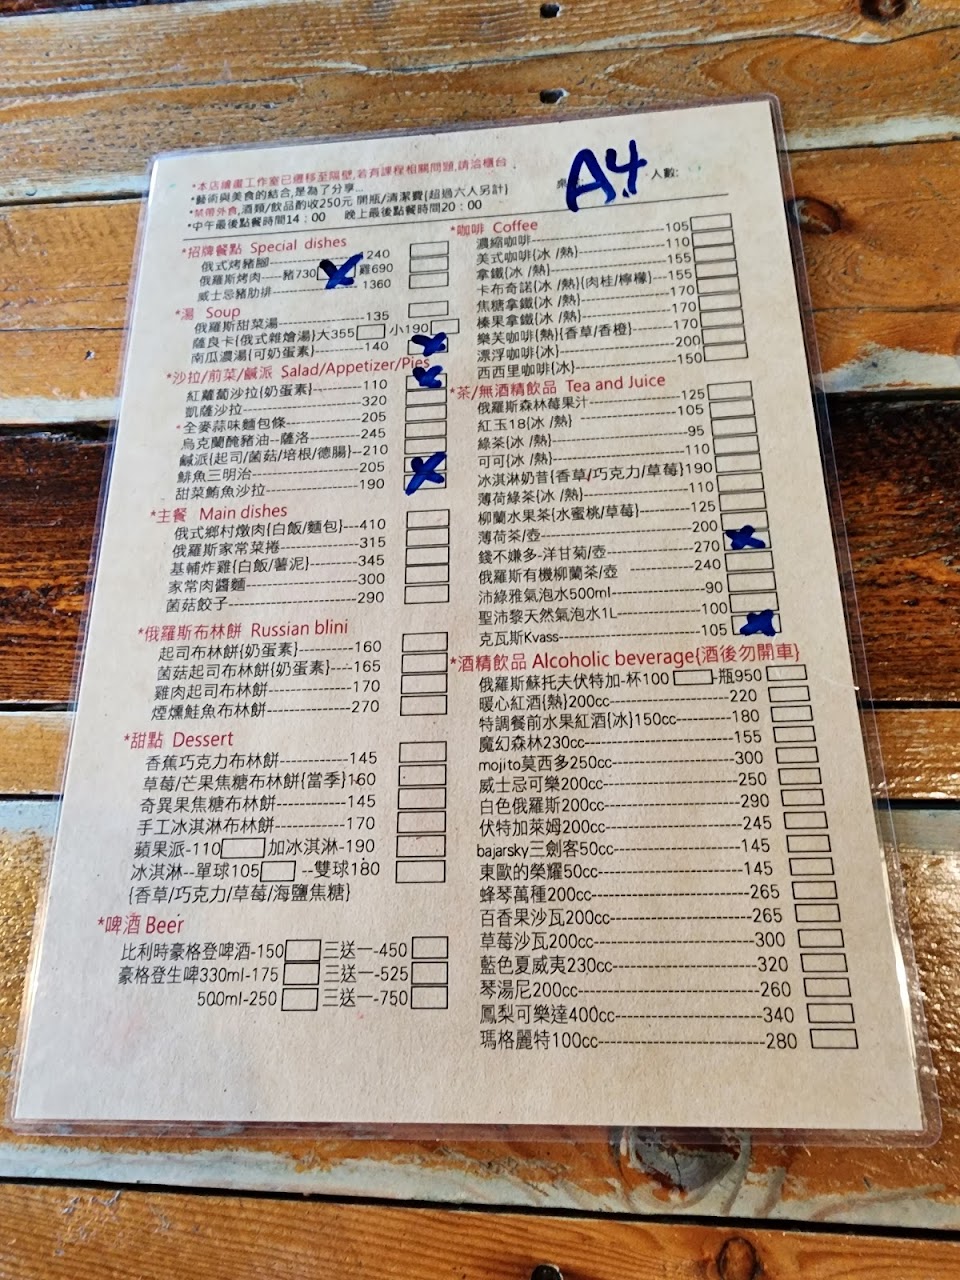 *本店繪畫工作室已遷移至隔壁,若有課程相關問題,請洽櫃台
*藝術與美食的結合,是為了分享...
*禁帶外食,酒類/飲品酌收250元 開瓶/清潔費{超過六人另計}
*中午最後點餐時間14：00 晚上最後點餐時間20：00
桌 A4 人數:
*招牌餐點 Special dishes
俄式烤豬腳------240
俄羅斯烤肉----豬730 雞690
威士忌豬肋排------1360
*湯 Soup
俄羅斯甜菜湯------135
薩良卡{俄式雜燴湯}大355 小190
南瓜濃湯{可奶蛋素}------140
*沙拉/前菜/鹹派 Salad/Appetizer/Pies
紅蘿蔔沙拉{奶蛋素}------110
凱薩沙拉------320
全麥蒜味麵包條------205
烏克蘭醃豬油--薩洛------245
鹹派{起司/菌菇/培根/德腸}--210
鯡魚三明治------205
甜菜鮪魚沙拉------190
*主餐 Main dishes
俄式鄉村燉肉{白飯/麵包}---410
俄羅斯家常菜捲------315
基輔炸雞{白飯/薯泥}------345
家常肉醬麵------300
菌菇餃子------290
*俄羅斯布林餅 Russian blini
起司布林餅{奶蛋素}------160
菌菇起司布林餅{奶蛋素}----165
雞肉起司布林餅------170
煙燻鮭魚布林餅------270
*甜點 Dessert
香蕉巧克力布林餅------145
草莓/芒果焦糖布林餅{當季}160
奇異果焦糖布林餅------145
手工冰淇淋布林餅------170
蘋果派-110 加冰淇淋-190
冰淇淋--單球105 --雙球180
{香草/巧克力/草莓/海鹽焦糖}
*啤酒 Beer
比利時豪格登啤酒-150 三送一-450
豪格登生啤330ml-175 三送一-525
500ml-250 三送一-750
*咖啡 Coffee
濃縮咖啡------105
美式咖啡{冰 /熱}------110
拿鐵{冰 /熱}------155
卡布奇諾{冰 /熱}{肉桂/檸檬}----155
焦糖拿鐵{冰 /熱}------170
榛果拿鐵{冰 /熱}------170
樂芙咖啡{熱}{香草/香橙}------170
漂浮咖啡{冰}------200
西西里咖啡{冰}------150
*茶/無酒精飲品 Tea and Juice
俄羅斯森林莓果汁------125
紅玉18{冰 /熱}------105
綠茶{冰 /熱}------95
可可{冰 /熱}------110
冰淇淋奶昔{香草/巧克力/草莓}190
薄荷綠茶{冰 /熱}------110
柳蘭水果茶{水蜜桃/草莓}------125
薄荷茶/壺------200
錢不嫌多-洋甘菊/壺------270
俄羅斯有機柳蘭茶/壺 ------240
沛綠雅氣泡水500ml------90
聖沛黎天然氣泡水1L------100
克瓦斯Kvass------105
*酒精飲品 Alcoholic beverage{酒後勿開車}
俄羅斯蘇托夫伏特加-杯100 -瓶950
暖心紅酒{熱}200cc------220
特調餐前水果紅酒{冰}150cc------180
魔幻森林230cc------155
mojito莫西多250cc------300
威士忌可樂200cc------250
白色俄羅斯200cc------290
伏特加萊姆200cc------245
bajarsky三劍客50cc------145
東歐的榮耀50cc------145
蜂琴萬種200cc------265
百香果沙瓦200cc------265
草莓沙瓦200cc------300
藍色夏威夷230cc------320
琴湯尼200cc------260
鳳梨可樂達400cc------340
瑪格麗特100cc------280